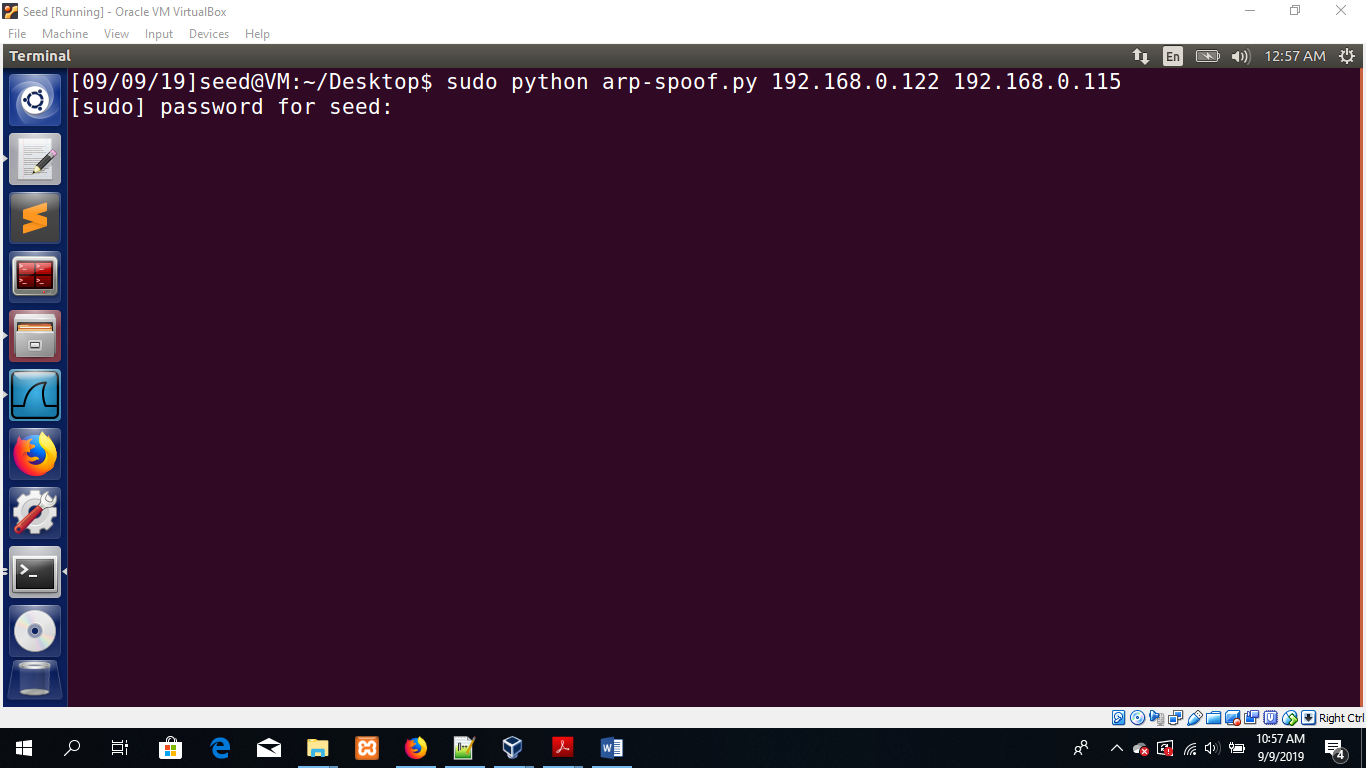 Seed [Running] - Oracle VM VirtualBox
File Machine View Input Devices Help
Terminal En 12:57 AM
[09/09/19]seed@VM:~/Desktop$ sudo python arp-spoof.py 192.168.0.122 192.168.0.115
[sudo] password for seed:
Right Ctrl
10:57 AM
9/9/2019
4